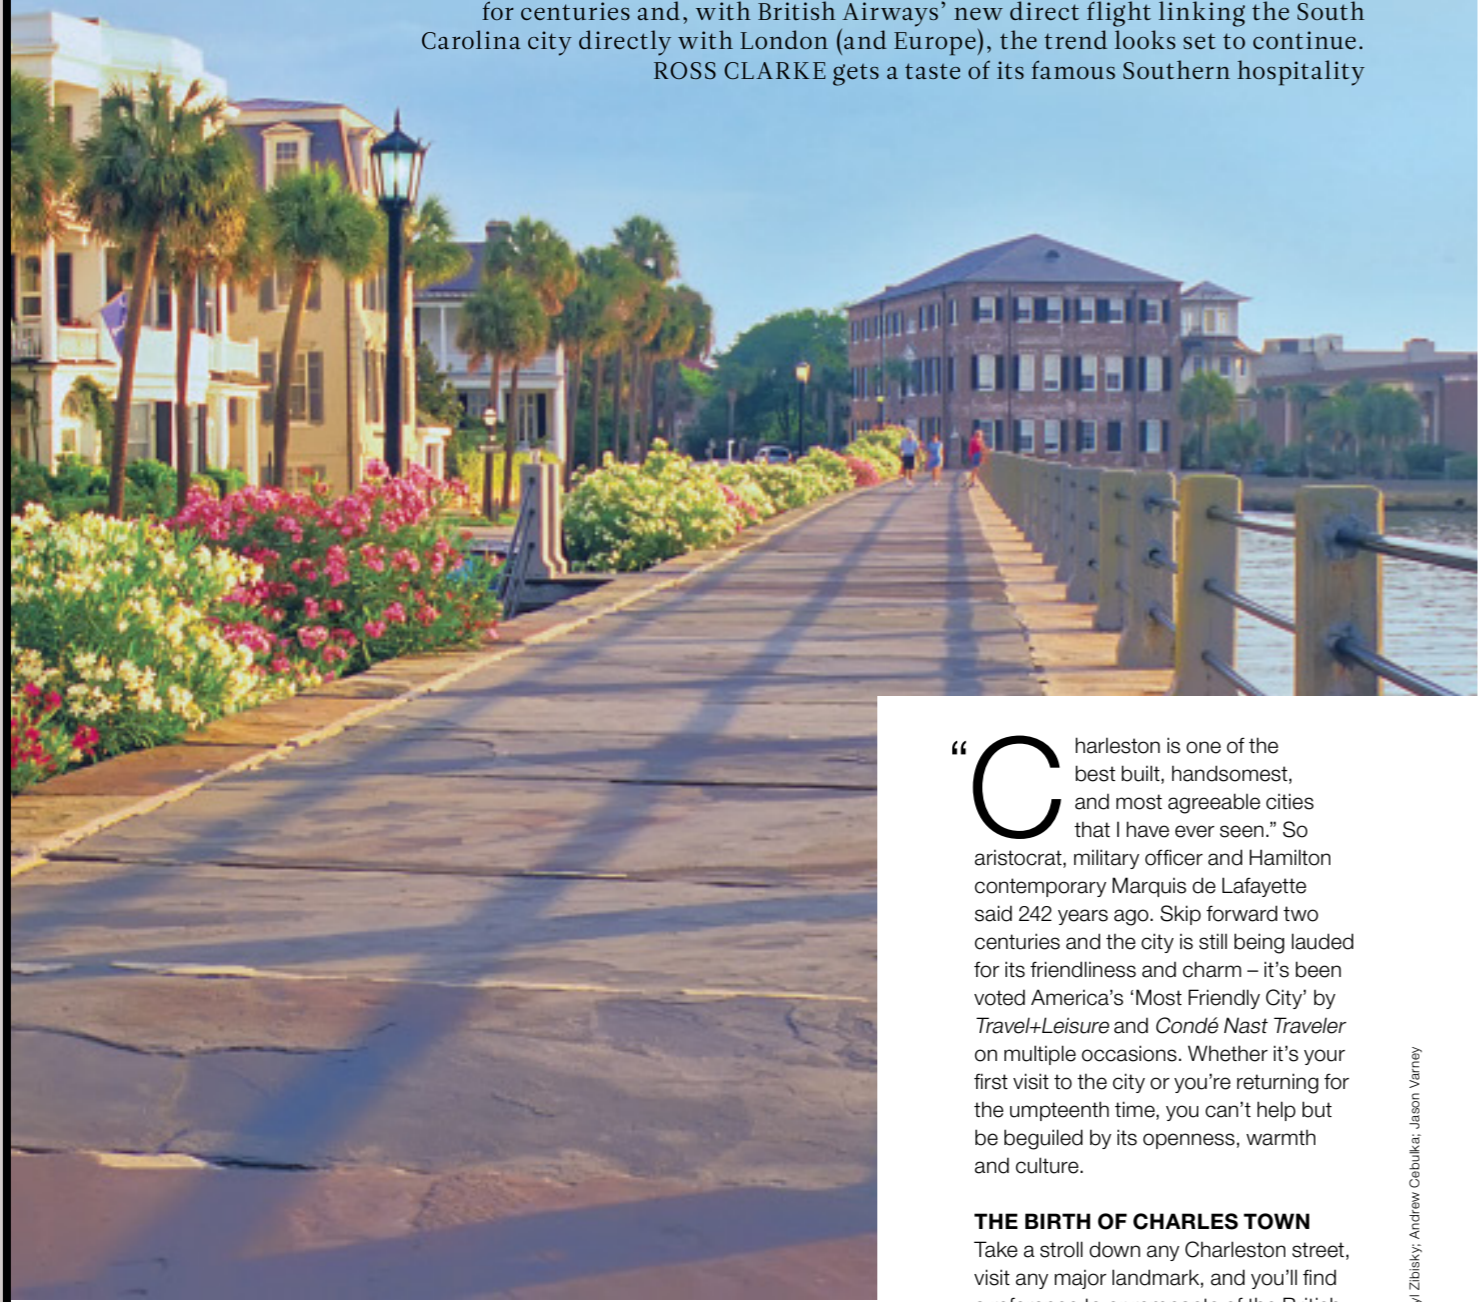 for centuries and, with British Airways’ new direct flight linking the South
Carolina city directly with London (and Europe), the trend looks set to continue.
ROSS CLARKE gets a taste of its famous Southern hospitality
“Charleston is one of the
best built, handsomest,
and most agreeable cities
that I have ever seen.” So
aristocrat, military officer and Hamilton
contemporary Marquis de Lafayette
said 242 years ago. Skip forward two
centuries and the city is still being lauded
for its friendliness and charm – it’s been
voted America’s ‘Most Friendly City’ by
Travel+Leisure and Condé Nast Traveler
on multiple occasions. Whether it’s your
first visit to the city or you’re returning for
the umpteenth time, you can’t help but
be beguiled by its openness, warmth
and culture.
THE BIRTH OF CHARLES TOWN
Take a stroll down any Charleston street,
visit any major landmark, and you’ll find
Zibisky; Andrew Cebulka; Jason Varney